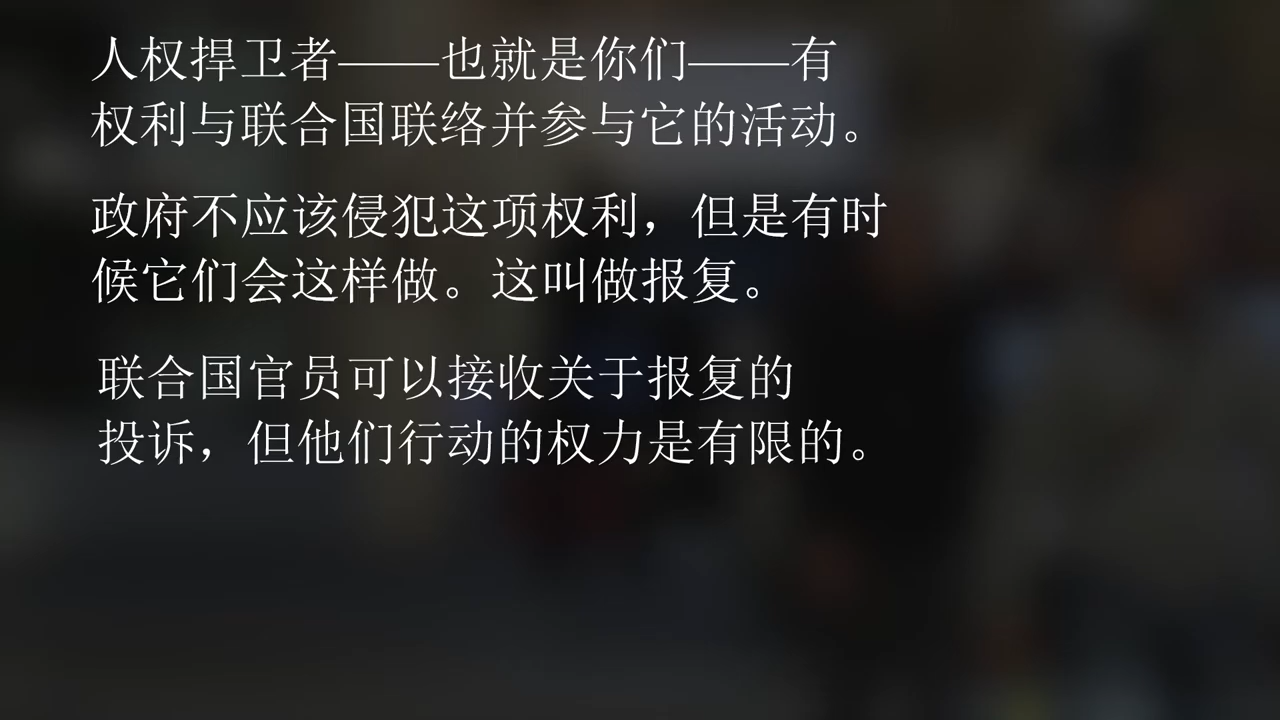 人权捍卫者——也就是你们——有
权利与联合国联络并参与它的活动。
政府不应该侵犯这项权利，但是有时
候它们会这样做。这叫做报复。
联合国官员可以接收关于报复的
投诉，但他们行动的权力是有限的。